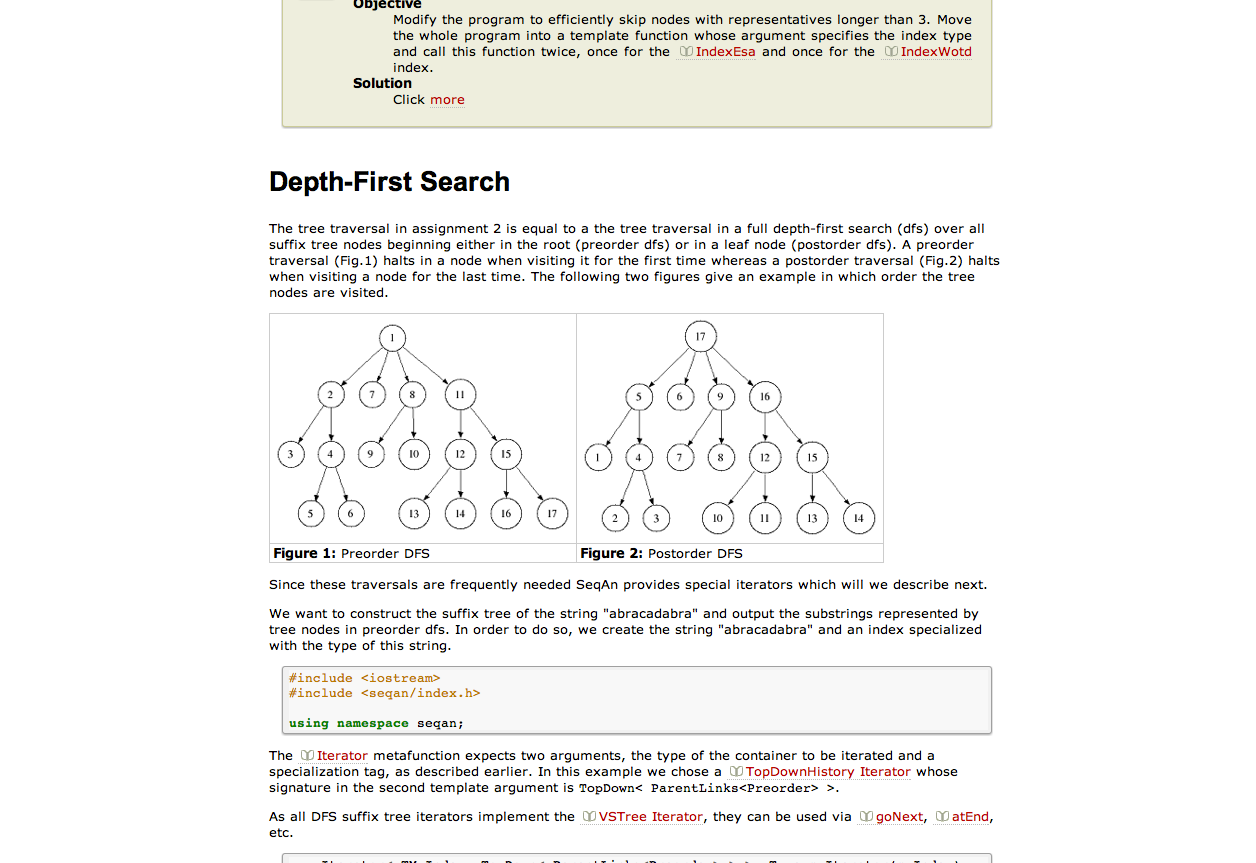 Objective
Modify the program to efficiently skip nodes with representatives longer than 3. Move
the whole program into a template function whose argument specifies the index type
and call this function twice, once for the IndexEsa and once for the IndexWotd
index.
Solution
Click more
Depth-First Search
The tree traversal in assignment 2 is equal to a the tree traversal in a full depth-first search (dfs) over all
suffix tree nodes beginning either in the root (preorder dfs) or in a leaf node (postorder dfs). A preorder
traversal (Fig.1) halts in a node when visiting it for the first time whereas a postorder traversal (Fig.2) halts
when visiting a node for the last time. The following two figures give an example in which order the tree
nodes are visited.
1
2 7 8 11
3 4 9 10 12 15
5 6 13 14 16 17
Figure 1: Preorder DFS
17
5 6 9 16
1 4 7 8 12 15
2 3 10 11 13 14
Figure 2: Postorder DFS
Since these traversals are frequently needed SeqAn provides special iterators which will we describe next.
We want to construct the suffix tree of the string "abracadabra" and output the substrings represented by
tree nodes in preorder dfs. In order to do so, we create the string "abracadabra" and an index specialized
with the type of this string.
#include <iostream>
#include <seqan/index.h>
using namespace seqan;
The Iterator metafunction expects two arguments, the type of the container to be iterated and a
specialization tag, as described earlier. In this example we chose a TopDownHistory Iterator whose
signature in the second template argument is TopDown< ParentLinks<Preorder> >.
As all DFS suffix tree iterators implement the VSTree Iterator, they can be used via goNext, atEnd,
etc.